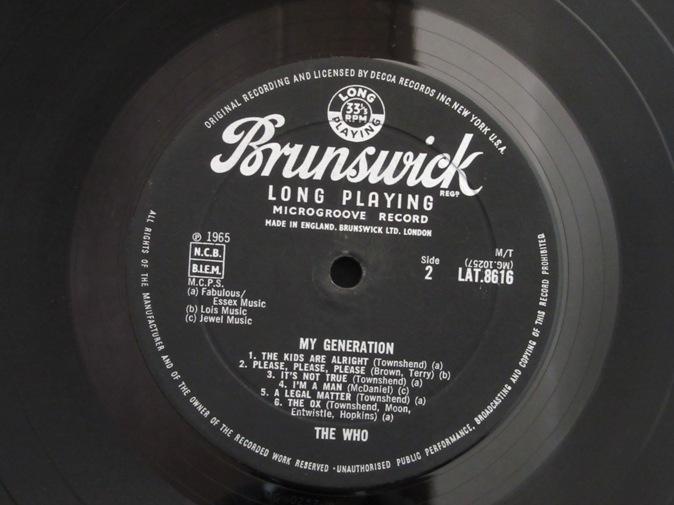 ORIGINAL RECORDING AND LICENSED BY DECCA RECORDS INC. NEW YORK U.S.A.
LONG
33⅓
RPM
PLAYING
Brunswick
REGD
LONG PLAYING
MICROGROOVE RECORD
MADE IN ENGLAND. BRUNSWICK LTD. LONDON
℗ 1965
N.C.B.
B.I.E.M.
M.C.P.S.
(a) Fabulous/
Essex Music
(b) Lois Music
(c) Jewel Music
Side
2
T/W
(MG.10257)
LAT.8616
MY GENERATION
1. THE KIDS ARE ALRIGHT (Townshend) (a)
2. PLEASE, PLEASE, PLEASE (Brown, Terry) (b)
3. IT'S NOT TRUE (Townshend) (a)
4. I'M A MAN (McDaniel) (c)
5. A LEGAL MATTER (Townshend) (a)
6. THE OX (Townshend, Moon,
Entwistle, Hopkins) (a)
THE WHO
ALL RIGHTS OF THE MANUFACTURER AND OF THE OWNER OF THE RECORDED WORK RESERVED · UNAUTHORISED PUBLIC PERFORMANCE, BROADCASTING AND COPYING OF THIS RECORD PROHIBITED